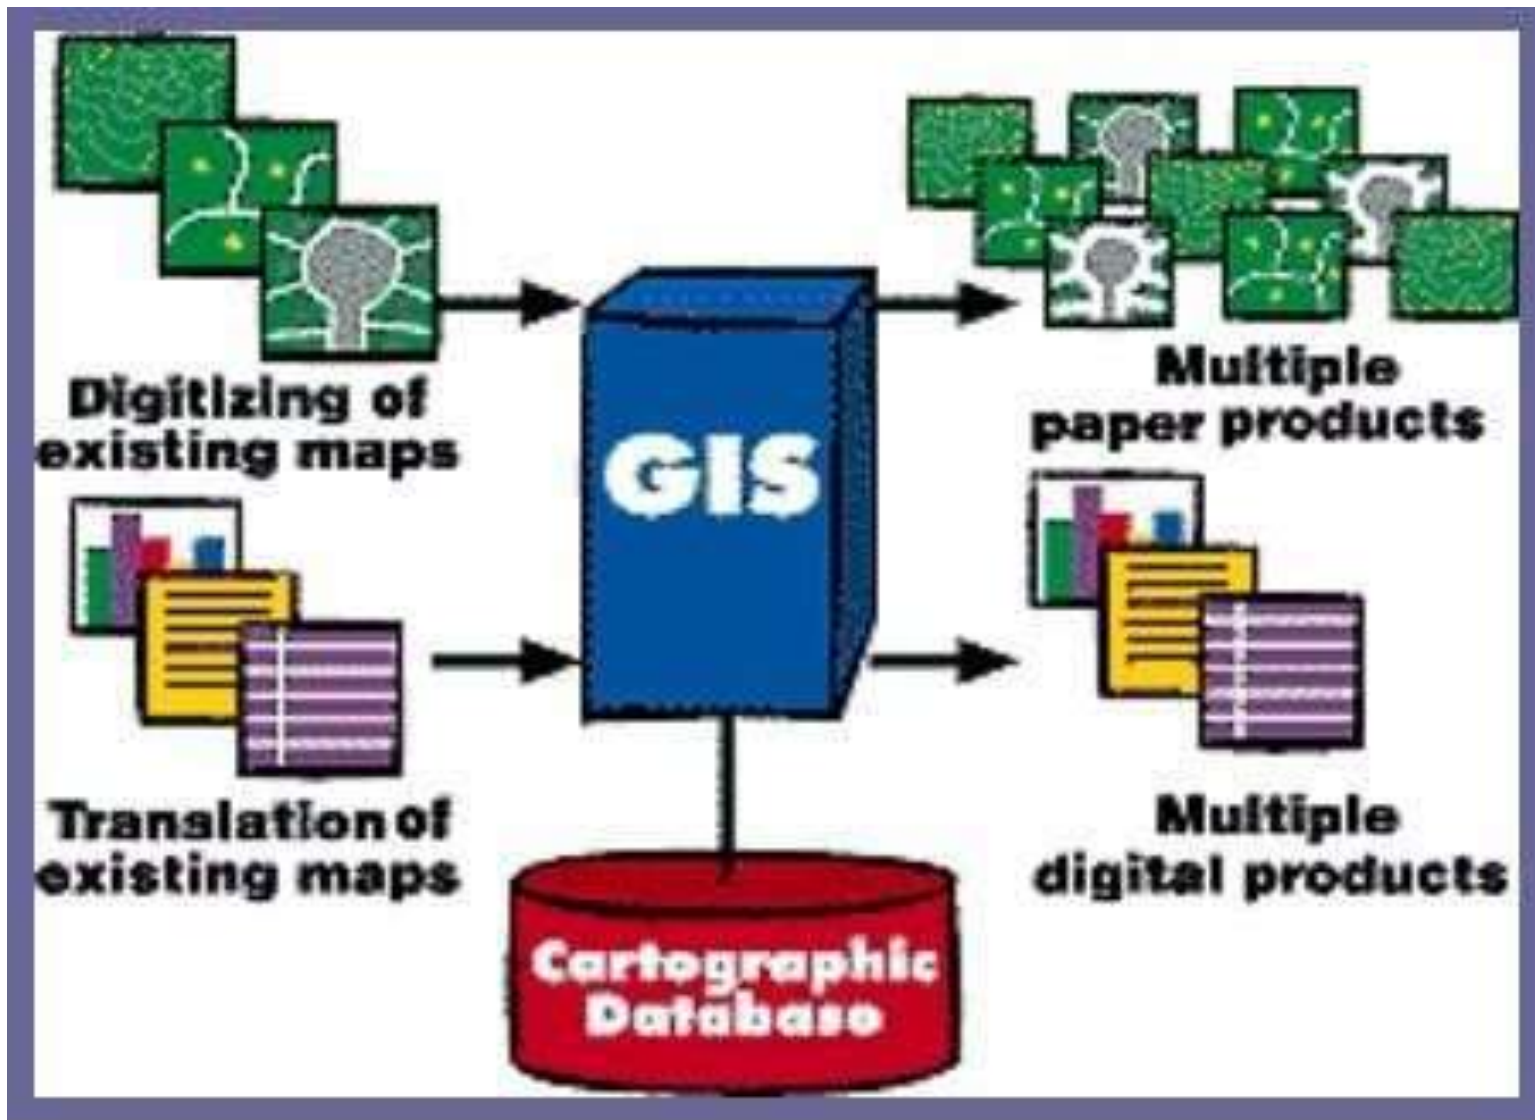 Digitizing of
existing maps
GIS
Multiple
paper products
Translation of
existing maps
Multiple
digital products
Cartographic
Database